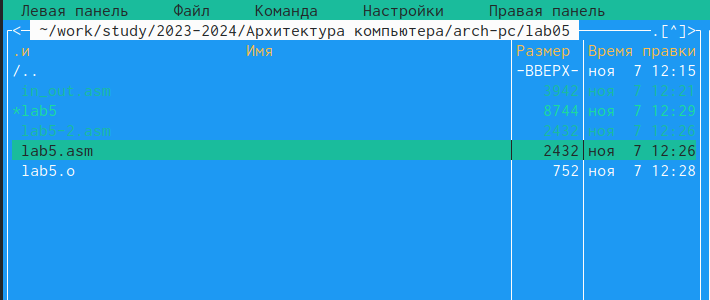 Левая панель Файл Команда Настройки Правая панель
<— ~/work/study/2023-2024/Архитектура компьютера/arch-pc/lab05 —.[^]>
.и Имя Размер Время правки
/.. -ВВЕРХ- ноя 7 12:15
in_out.asm 3942 ноя 7 12:21
*lab5 8744 ноя 7 12:29
lab5-2.asm 2432 ноя 7 12:26
lab5.asm 2432 ноя 7 12:26
lab5.o 752 ноя 7 12:28